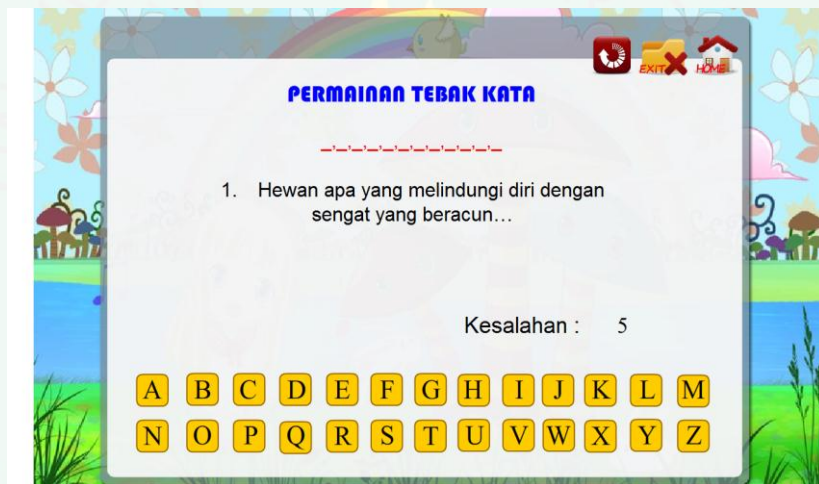 EXIT HOME
PERMAINAN TEBAK KATA
_,_,_,_,_,_,_,_,_,_,_,_
1. Hewan apa yang melindungi diri dengan
sengat yang beracun…
Kesalahan : 5
A B C D E F G H I J K L M
N O P Q R S T U V W X Y Z